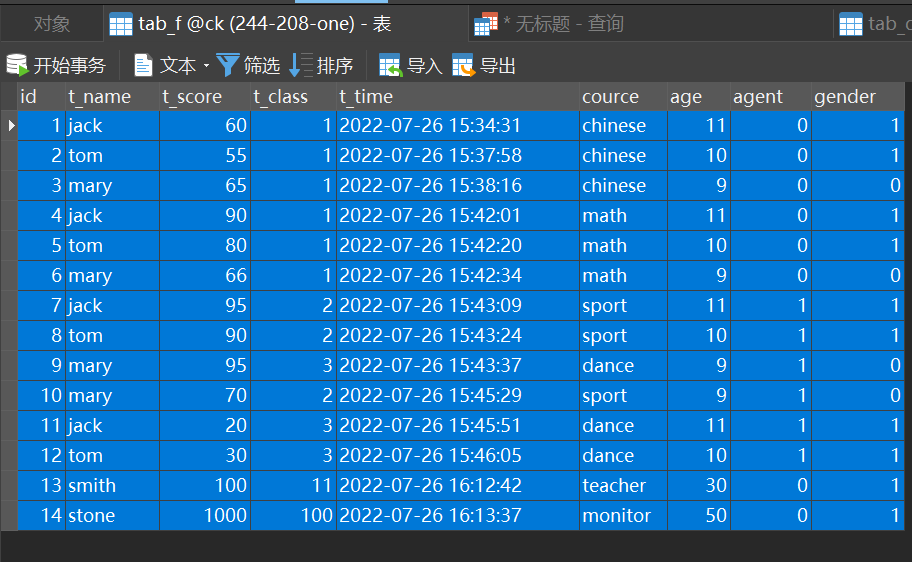 对象 tab_f @ck (244-208-one) - 表 * 无标题 - 查询
开始事务 文本 筛选 排序 导入 导出
id t_name t_score t_class t_time cource age agent gender
1 jack 60 1 2022-07-26 15:34:31 chinese 11 0 1
2 tom 55 1 2022-07-26 15:37:58 chinese 10 0 1
3 mary 65 1 2022-07-26 15:38:16 chinese 9 0 0
4 jack 90 1 2022-07-26 15:42:01 math 11 0 1
5 tom 80 1 2022-07-26 15:42:20 math 10 0 1
6 mary 66 1 2022-07-26 15:42:34 math 9 0 0
7 jack 95 2 2022-07-26 15:43:09 sport 11 1 1
8 tom 90 2 2022-07-26 15:43:24 sport 10 1 1
9 mary 95 3 2022-07-26 15:43:37 dance 9 1 0
10 mary 70 2 2022-07-26 15:45:29 sport 9 1 0
11 jack 20 3 2022-07-26 15:45:51 dance 11 1 1
12 tom 30 3 2022-07-26 15:46:05 dance 10 1 1
13 smith 100 11 2022-07-26 16:12:42 teacher 30 0 1
14 stone 1000 100 2022-07-26 16:13:37 monitor 50 0 1